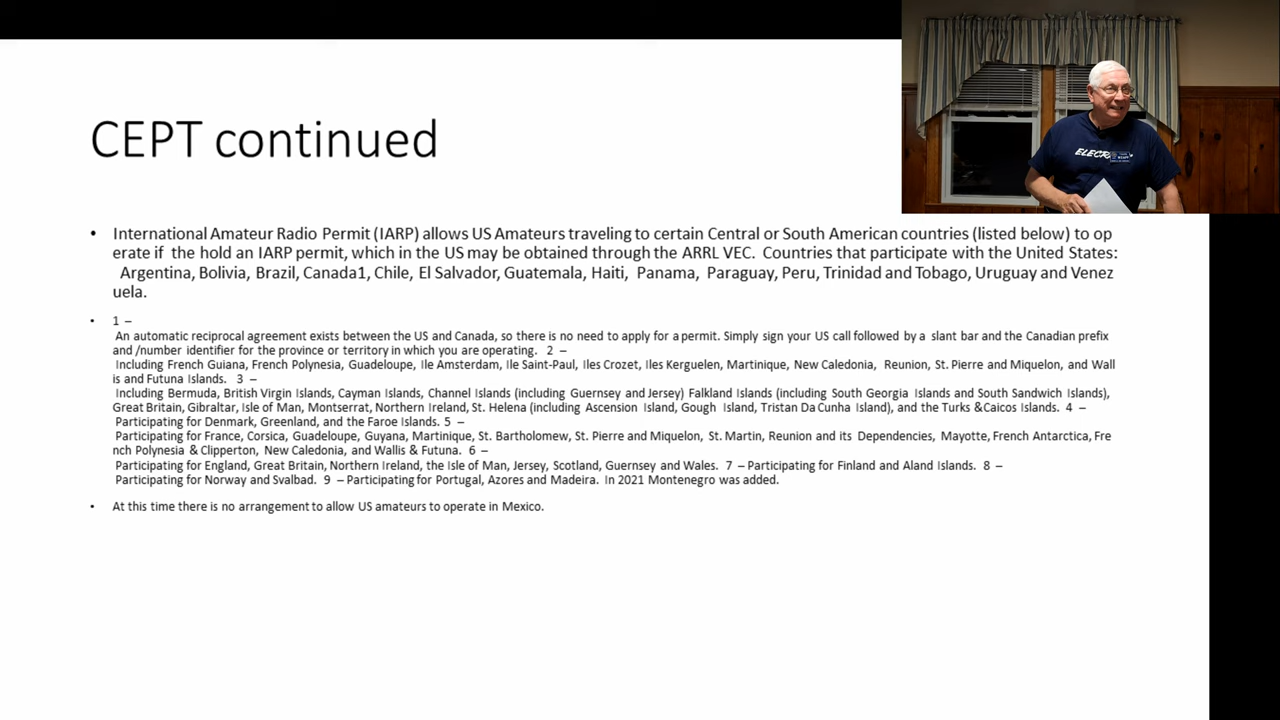 CEPT continued
• International Amateur Radio Permit (IARP) allows US Amateurs traveling to certain Central or South American countries (listed below) to op
erate if the hold an IARP permit, which in the US may be obtained through the ARRL VEC. Countries that participate with the United States:
Argentina, Bolivia, Brazil, Canada1, Chile, El Salvador, Guatemala, Haiti, Panama, Paraguay, Peru, Trinidad and Tobago, Uruguay and Venez
uela.
• 1 –
An automatic reciprocal agreement exists between the US and Canada, so there is no need to apply for a permit. Simply sign your US call followed by a slant bar and the Canadian prefix
and /number identifier for the province or territory in which you are operating. 2 –
Including French Guiana, French Polynesia, Guadeloupe, Ile Amsterdam, Ile Saint-Paul, Iles Crozet, Iles Kerguelen, Martinique, New Caledonia, Reunion, St. Pierre and Miquelon, and Wall
is and Futuna Islands. 3 –
Including Bermuda, British Virgin Islands, Cayman Islands, Channel Islands (including Guernsey and Jersey) Falkland Islands (including South Georgia Islands and South Sandwich Islands),
Great Britain, Gibraltar, Isle of Man, Montserrat, Northern Ireland, St. Helena (including Ascension Island, Gough Island, Tristan Da Cunha Island), and the Turks &Caicos Islands. 4 –
Participating for Denmark, Greenland, and the Faroe Islands. 5 –
Participating for France, Corsica, Guadeloupe, Guyana, Martinique, St. Bartholomew, St. Pierre and Miquelon, St. Martin, Reunion and its Dependencies, Mayotte, French Antarctica, Fre
nch Polynesia & Clipperton, New Caledonia, and Wallis & Futuna. 6 –
Participating for England, Great Britain, Northern Ireland, the Isle of Man, Jersey, Scotland, Guernsey and Wales. 7 – Participating for Finland and Aland Islands. 8 –
Participating for Norway and Svalbad. 9 – Participating for Portugal, Azores and Madeira. In 2021 Montenegro was added.
• At this time there is no arrangement to allow US amateurs to operate in Mexico.